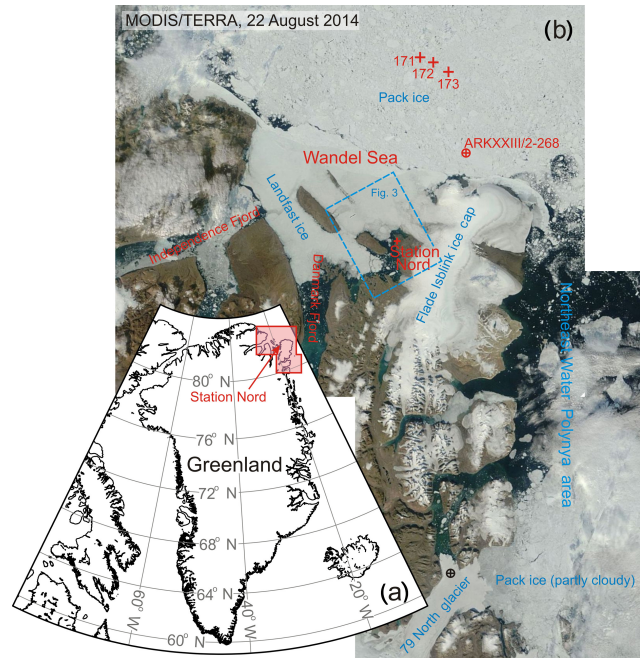 MODIS/TERRA, 22 August 2014
(b)
171
172
173
Pack ice
ARKXXIII/2-268
Wandel Sea
Landfast ice
Fig. 3
Independence Fjord
Station
Nord
Danmark Fjord
Flade Isblink ice cap
Northeast Water Polynya area
80° N
Station Nord
76° N
Greenland
72° N
68° N
64° N
60° N
60° W
40° W
20° W
(a)
Pack ice (partly cloudy)
79 North glacier